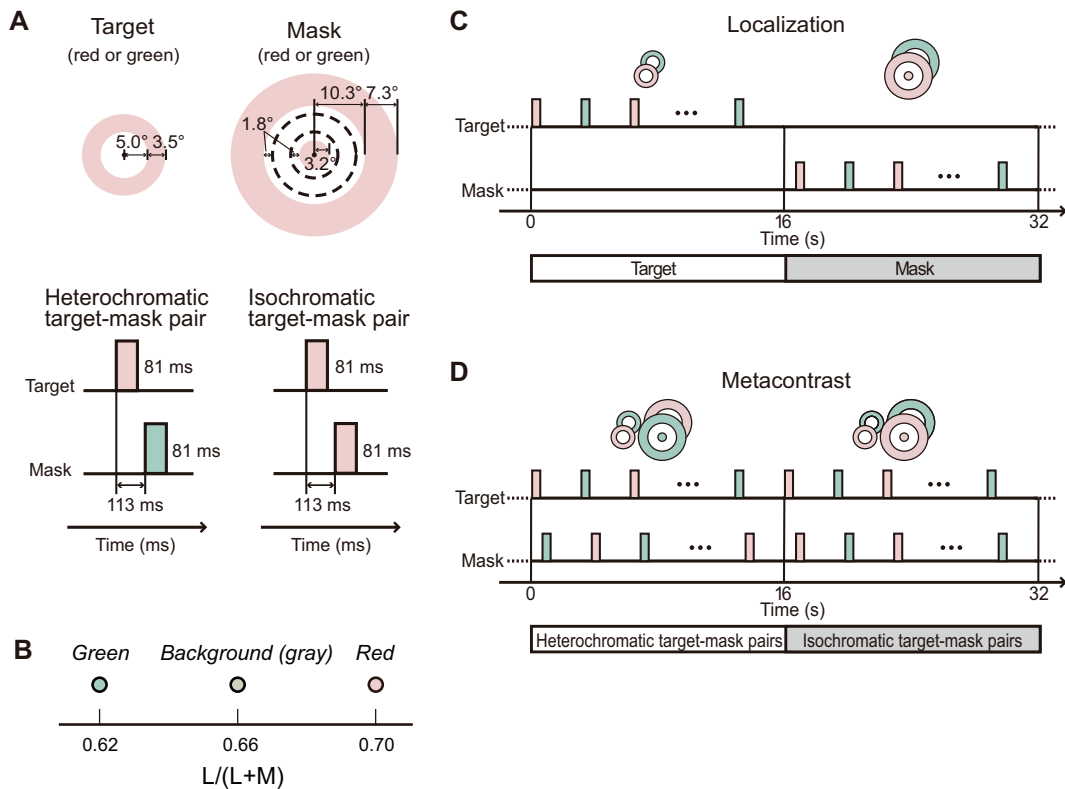 A
Target
(red or green)
Mask
(red or green)
5.0° 3.5°
10.3° 7.3°
1.8°
3.2°
Heterochromatic
target-mask pair
Isochromatic
target-mask pair
Target
81 ms
81 ms
Mask
81 ms
81 ms
113 ms
113 ms
Time (ms)
Time (ms)
B
Green
Background (gray)
Red
0.62
0.66
0.70
L/(L+M)
C
Localization
Target
•••
Mask
•••
0
16
32
Time (s)
Target
Mask
D
Metacontrast
Target
•••
•••
Mask
•••
•••
0
16
32
Time (s)
Heterochromatic target-mask pairs
Isochromatic target-mask pairs